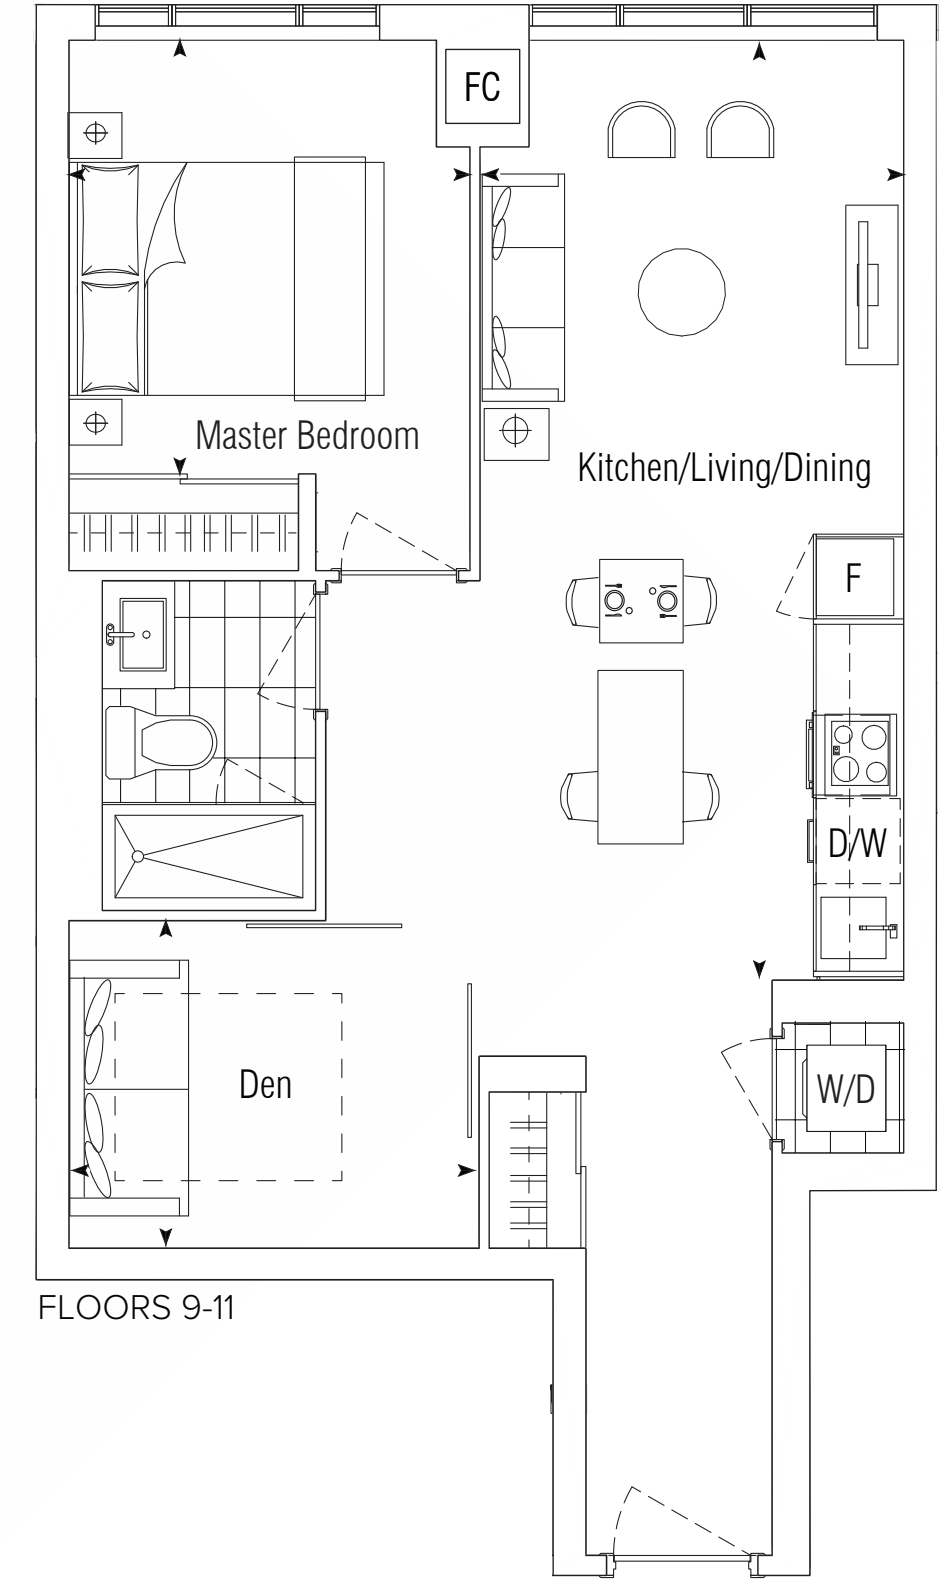 FC
Master Bedroom
Kitchen/Living/Dining
F
D/W
Den
W/D
FLOORS 9-11